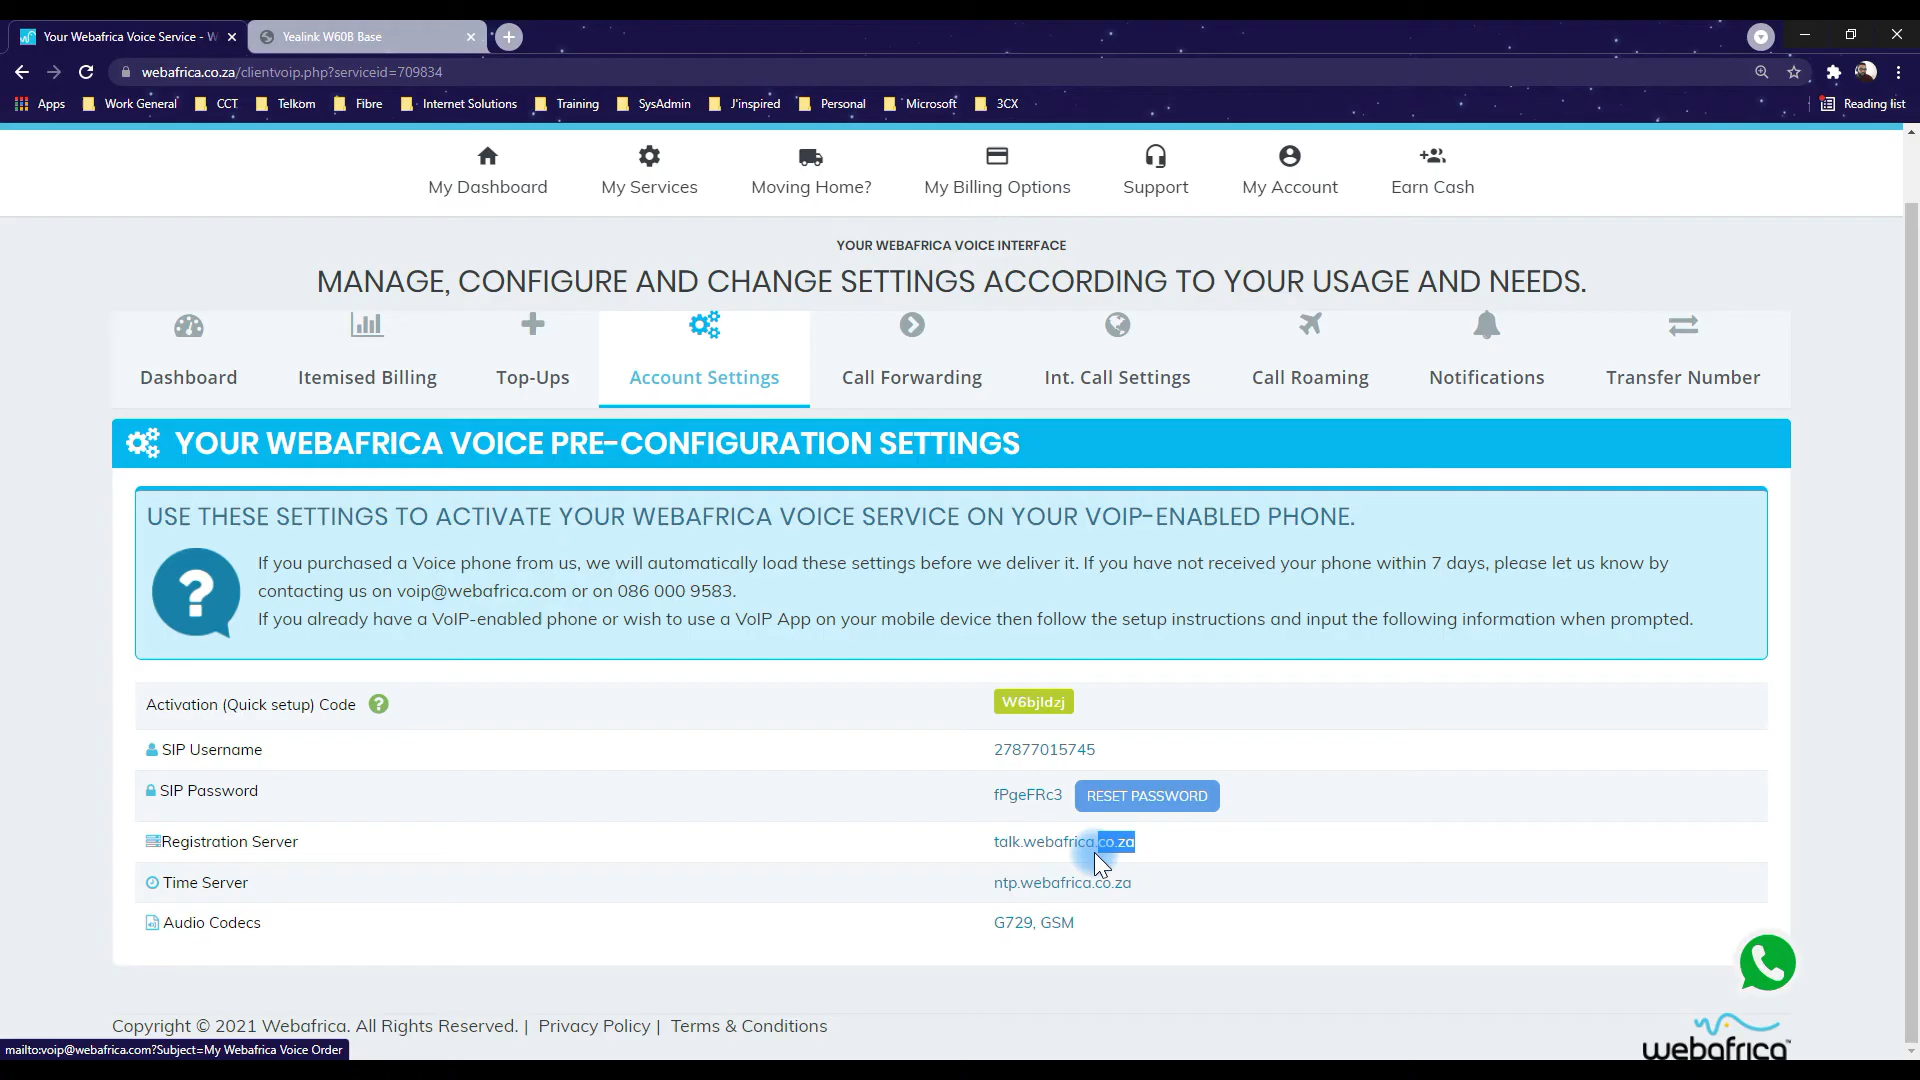 Your Webafrica Voice Service - W
Yealink W60B Base
webafrica.co.za/clientvoip.php?serviceid=709834
Apps Work General CCT Telkom Fibre Internet Solutions Training SysAdmin J'inspired Personal Microsoft 3CX Reading list
My Dashboard My Services Moving Home? My Billing Options Support My Account Earn Cash
YOUR WEBAFRICA VOICE INTERFACE
MANAGE, CONFIGURE AND CHANGE SETTINGS ACCORDING TO YOUR USAGE AND NEEDS.
Dashboard Itemised Billing Top-Ups Account Settings Call Forwarding Int. Call Settings Call Roaming Notifications Transfer Number
YOUR WEBAFRICA VOICE PRE-CONFIGURATION SETTINGS
USE THESE SETTINGS TO ACTIVATE YOUR WEBAFRICA VOICE SERVICE ON YOUR VOIP-ENABLED PHONE.
If you purchased a Voice phone from us, we will automatically load these settings before we deliver it. If you have not received your phone within 7 days, please let us know by
contacting us on voip@webafrica.com or on 086 000 9583.
If you already have a VoIP-enabled phone or wish to use a VoIP App on your mobile device then follow the setup instructions and input the following information when prompted.
Activation (Quick setup) Code ? W6bjldzj
SIP Username 27877015745
SIP Password fPgeFRc3 RESET PASSWORD
Registration Server talk.webafrica.co.za
Time Server ntp.webafrica.co.za
Audio Codecs G729, GSM
Copyright © 2021 Webafrica. All Rights Reserved. | Privacy Policy | Terms & Conditions
mailto:voip@webafrica.com?Subject=My Webafrica Voice Order
webafrica™